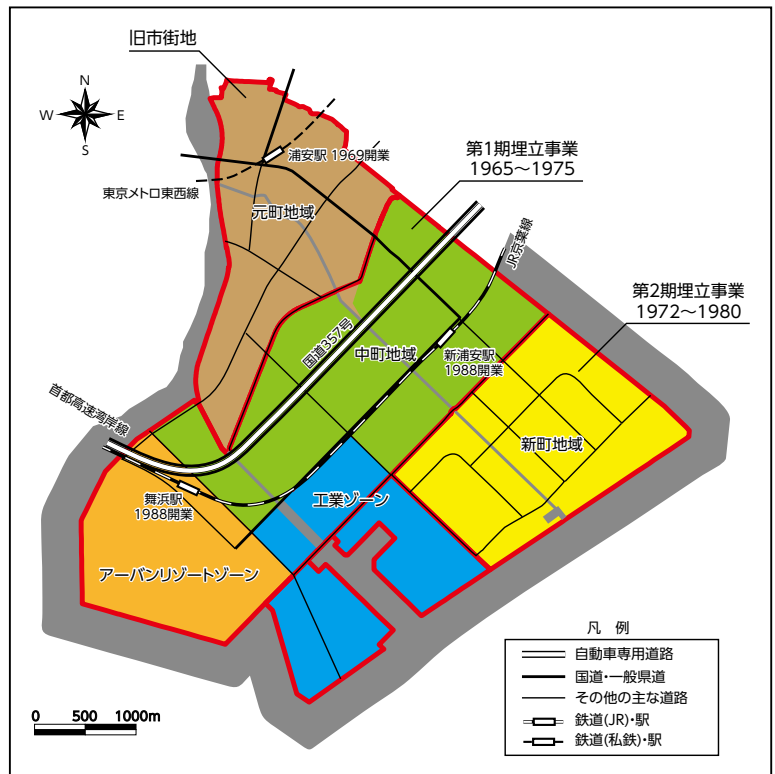 旧市街地
N
W
E
S
浦安駅 1969開業
東京メトロ東西線
元町地域
第1期埋立事業
1965～1975
JR京葉線
第2期埋立事業
1972～1980
国道357号
中町地域
新浦安駅
1988開業
首都高速湾岸線
新町地域
舞浜駅
1988開業
工業ゾーン
アーバンリゾートゾーン
凡 例
自動車専用道路
国道・一般県道
その他の主な道路
鉄道(JR)・駅
鉄道(私鉄)・駅
0 500 1000m